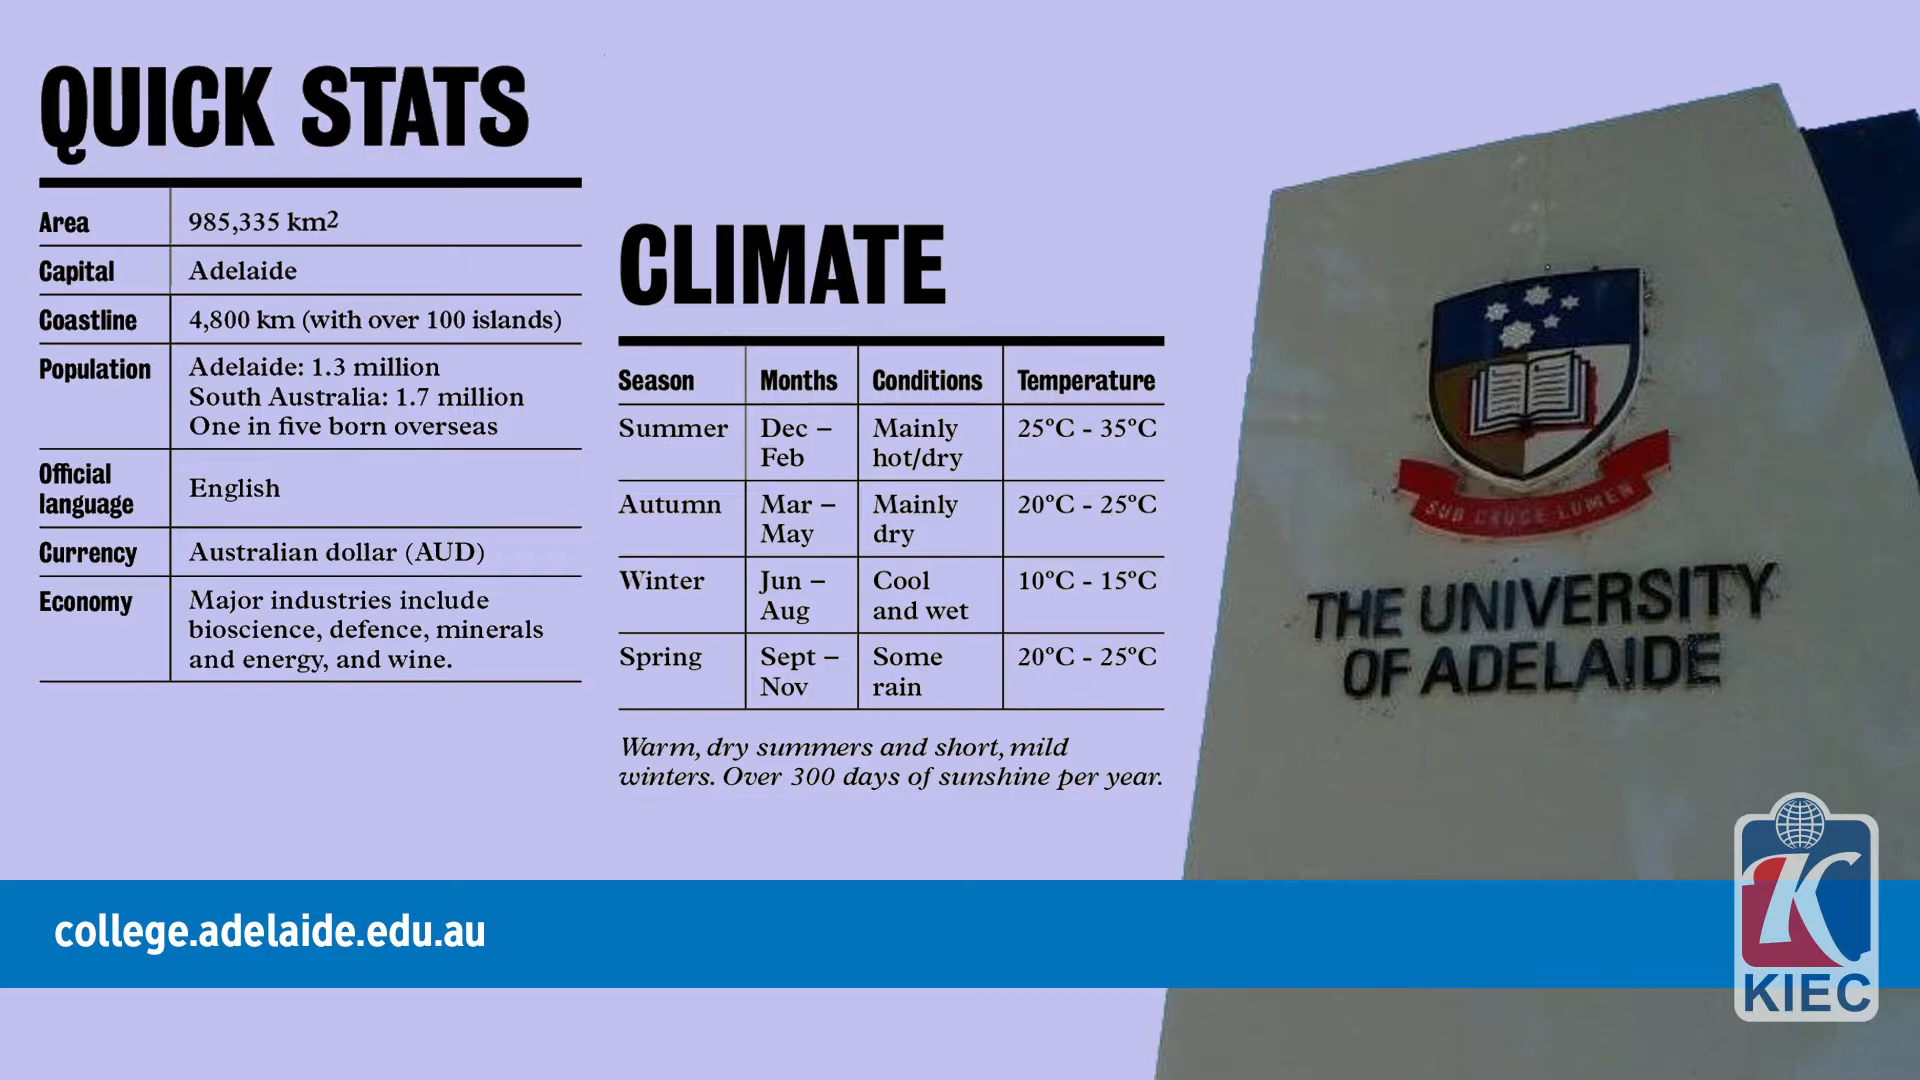 QUICK STATS
Area 985,335 km2
Capital Adelaide
Coastline 4,800 km (with over 100 islands)
Population Adelaide: 1.3 million
South Australia: 1.7 million
One in five born overseas
Official
language English
Currency Australian dollar (AUD)
Economy Major industries include
bioscience, defence, minerals
and energy, and wine.
CLIMATE
Season Months Conditions Temperature
Summer Dec – Mainly 25°C - 35°C
Feb hot/dry
Autumn Mar – Mainly 20°C - 25°C
May dry
Winter Jun – Cool 10°C - 15°C
Aug and wet
Spring Sept – Some 20°C - 25°C
Nov rain
Warm, dry summers and short, mild
winters. Over 300 days of sunshine per year.
SUB CRUCE LUMEN
THE UNIVERSITY
OF ADELAIDE
college.adelaide.edu.au
K
KIEC